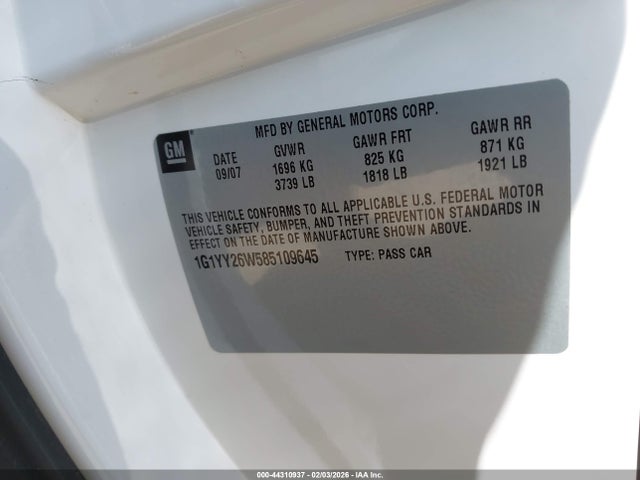 MFD BY GENERAL MOTORS CORP.
GM
DATE GVWR GAWR FRT GAWR RR
09/07 1696 KG 825 KG 871 KG
3739 LB 1818 LB 1921 LB
THIS VEHICLE CONFORMS TO ALL APPLICABLE U.S. FEDERAL MOTOR
VEHICLE SAFETY, BUMPER, AND THEFT PREVENTION STANDARDS IN
EFFECT ON THE DATE OF MANUFACTURE SHOWN ABOVE.
1G1YY26W585109645 TYPE: PASS CAR
000-44310937 - 02/03/2026 - IAA Inc.